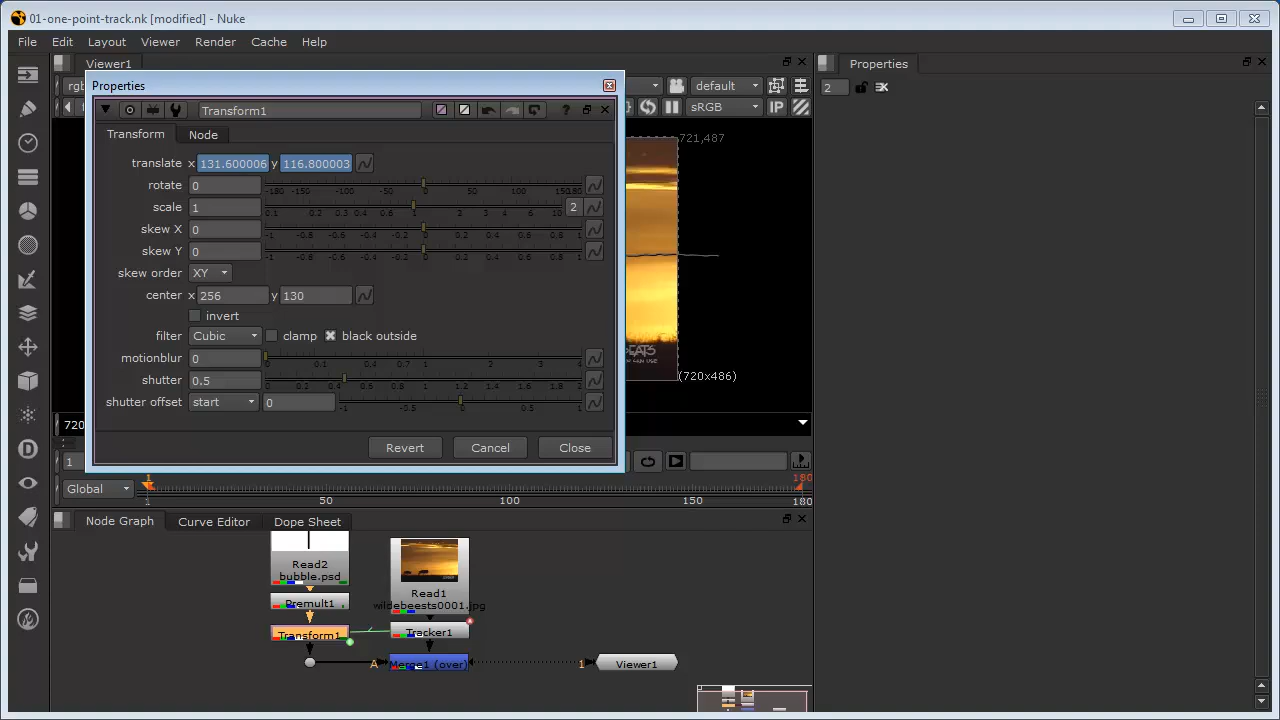 01-one-point-track.nk [modified] - Nuke
File Edit Layout Viewer Render Cache Help
Viewer1
Properties
Properties
default
2
sRGB
IP
Transform1
?
721,487
Transform Node
translate x 131.600006 y 116.800003
rotate 0
-180 -150 -100 -50 0 50 100 150 180
scale 1
0.1 0.2 0.3 0.4 0.6 1 2 3 4 6 10
2
skew X 0
-1 -0.8 -0.6 -0.4 -0.2 0 0.2 0.4 0.6 0.8 1
skew Y 0
-1 -0.8 -0.6 -0.4 -0.2 0 0.2 0.4 0.6 0.8 1
skew order XY
center x 256 y 130
invert
filter Cubic clamp black outside
motionblur 0
0 0.1 0.4 0.7 1 2 3 4
shutter 0.5
0 0.2 0.4 0.6 0.8 1 1.2 1.4 1.6 1.8 2
shutter offset start 0
-1 -0.5 0 0.5 1
(720x486)
720
Revert Cancel Close
1
Global
1 180
1 50 100 150 180
Node Graph Curve Editor Dope Sheet
Read2
bubble.psd
Premult1
Transform1
Read1
wildebeests0001.jpg
Tracker1
A
Merge1 (over)
1
Viewer1